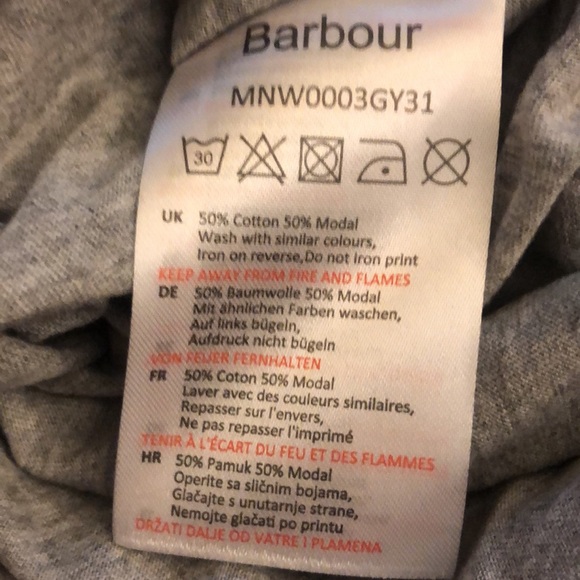 Barbour
MNW0003GY31
30
UK 50% Cotton 50% Modal
Wash with similar colours,
Iron on reverse,Do not iron print
KEEP AWAY FROM FIRE AND FLAMES
DE 50% Baumwolle 50% Modal
Mit ähnlichen Farben waschen,
Auf links bügeln,
Aufdruck nicht bügeln
VON FEUER FERNHALTEN
FR 50% Coton 50% Modal
Laver avec des couleurs similaires,
Repasser sur l'envers,
Ne pas repasser l'imprimé
TENIR À L'ÉCART DU FEU ET DES FLAMMES
HR 50% Pamuk 50% Modal
Operite sa sličnim bojama,
Glačajte s unutarnje strane,
Nemojte glačati po printu
DRŽATI DALJE OD VATRE I PLAMENA